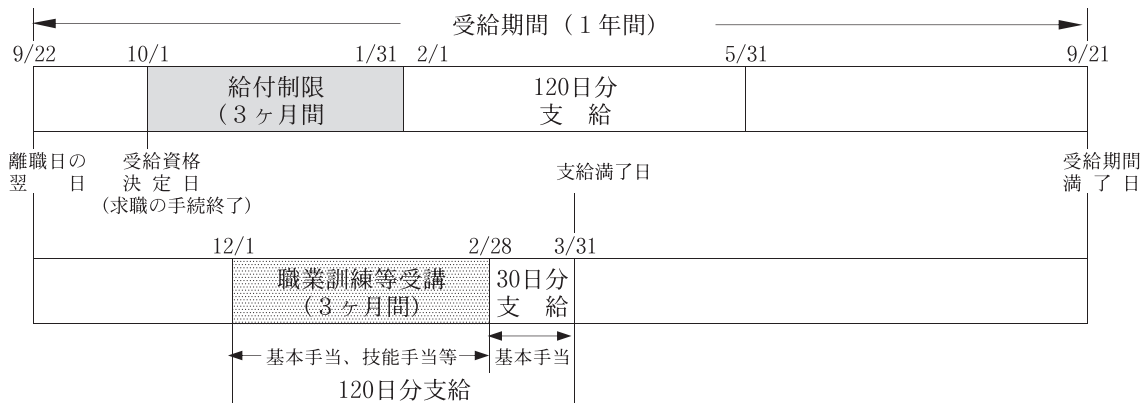 受給期間（１年間）
9/22 10/1 1/31 2/1 5/31 9/21
給付制限
（３ヶ月間
120日分
支　給
離職日の
翌　　日
受給資格
決 定 日
(求職の手続終了)
支給満了日
受給期間
満 了 日
12/1 2/28 3/31
職業訓練等受講
（３ヶ月間）
30日分
支　給
基本手当、技能手当等
基本手当
120日分支給